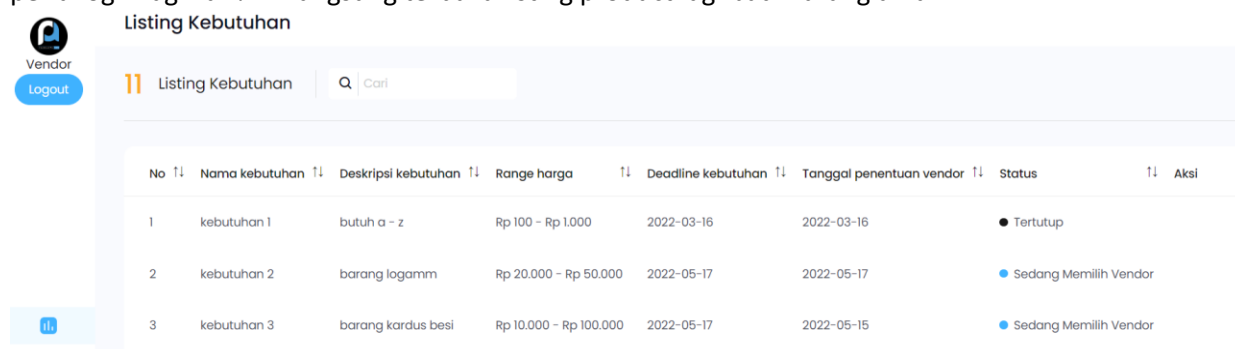 Listing Kebutuhan
Vendor
Logout
11 Listing Kebutuhan Cari
No Nama kebutuhan Deskripsi kebutuhan Range harga Deadline kebutuhan Tanggal penentuan vendor Status Aksi
1 kebutuhan 1 butuh a - z Rp 100 - Rp 1.000 2022-03-16 2022-03-16 Tertutup
2 kebutuhan 2 barang logamm Rp 20.000 - Rp 50.000 2022-05-17 2022-05-17 Sedang Memilih Vendor
3 kebutuhan 3 barang kardus besi Rp 10.000 - Rp 100.000 2022-05-17 2022-05-15 Sedang Memilih Vendor